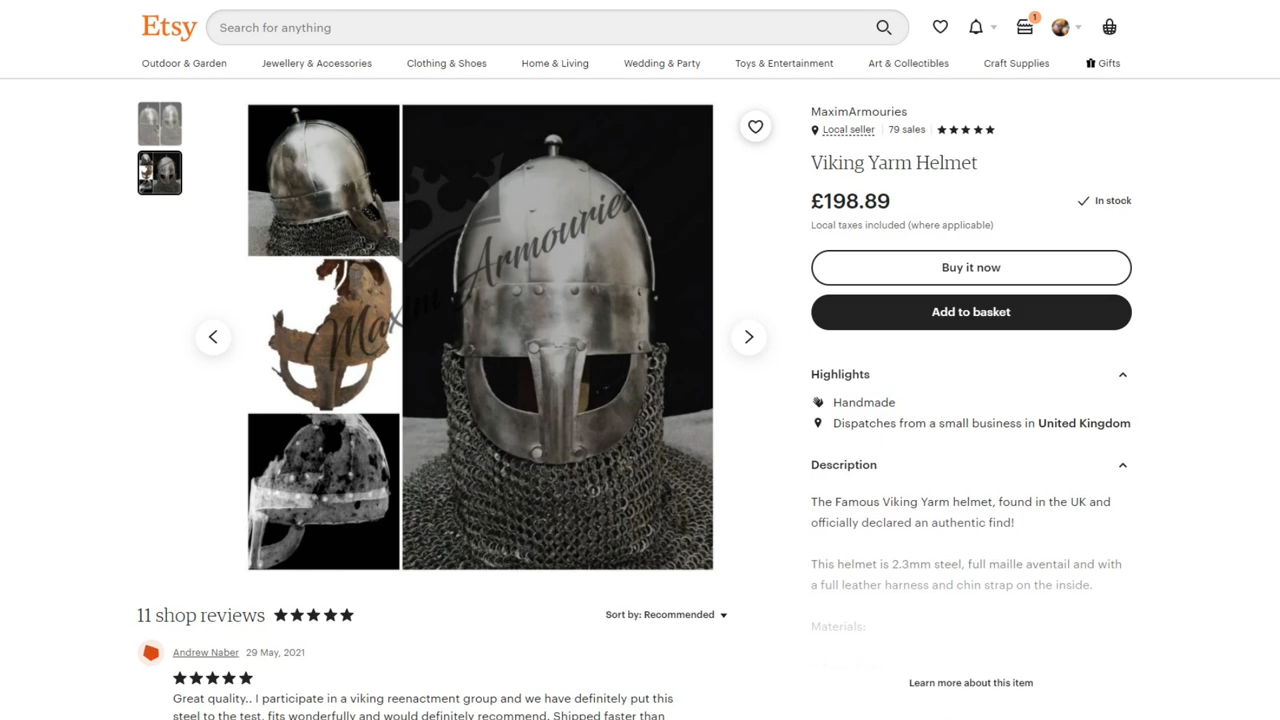 Etsy
Search for anything
1
Outdoor & Garden
Jewellery & Accessories
Clothing & Shoes
Home & Living
Wedding & Party
Toys & Entertainment
Art & Collectibles
Craft Supplies
Gifts
Maxim Armouries
MaximArmouries
Local seller
79 sales
Viking Yarm Helmet
£198.89
In stock
Local taxes included (where applicable)
Buy it now
Add to basket
Highlights
Handmade
Dispatches from a small business in United Kingdom
Description
The Famous Viking Yarm helmet, found in the UK and
officially declared an authentic find!
This helmet is 2.3mm steel, full maille aventail and with
a full leather harness and chin strap on the inside.
Materials:
Learn more about this item
11 shop reviews
Sort by: Recommended
Andrew Naber 29 May, 2021
Great quality.. I participate in a viking reenactment group and we have definitely put this
steel to the test, fits wonderfully and would definitely recommend. Shipped faster than